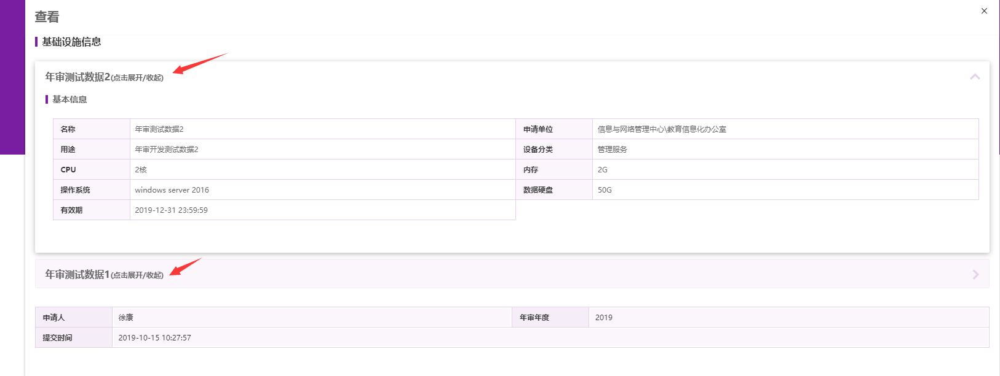 查看
×
基础设施信息
年审测试数据2(点击展开/收起)
基本信息
名称 年审测试数据2 申请单位 信息与网络管理中心\教育信息化办公室
用途 年审开发测试数据2 设备分类 管理服务
CPU 2核 内存 2G
操作系统 windows server 2016 数据硬盘 50G
有效期 2019-12-31 23:59:59
年审测试数据1(点击展开/收起)
申请人 徐康 年审年度 2019
提交时间 2019-10-15 10:27:57